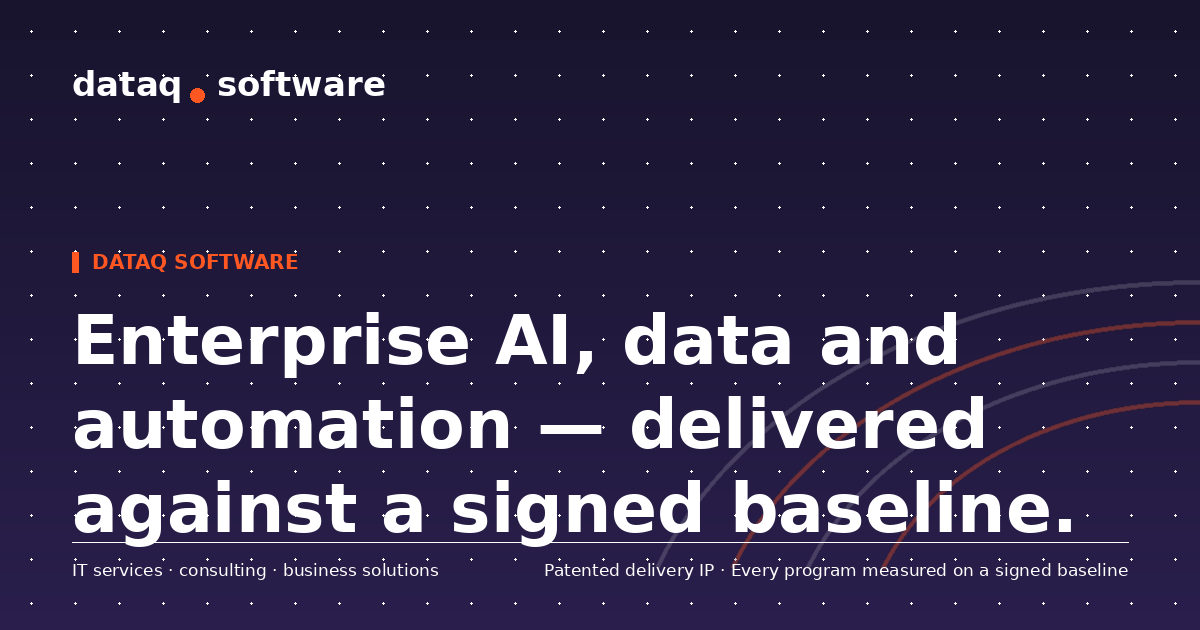 dataq software
DATAQ SOFTWARE
Enterprise AI, data and
automation — delivered
against a signed baseline.
IT services · consulting · business solutions
Patented delivery IP · Every program measured on a signed baseline